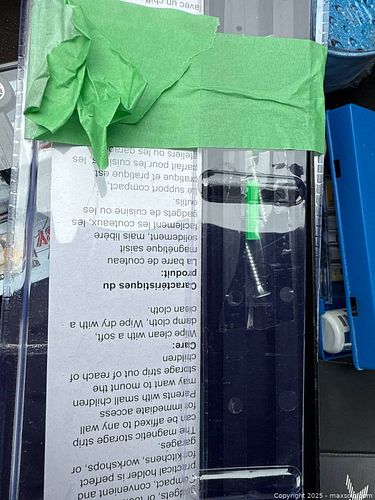 Compact, convenient and
practical holder is perfect
for kitchens, workshops, or
garages.
The magnetic storage strip
can be affixed to any wall
for immediate access
Parents with small children
may want to mount the
storage strip out of reach of
children
Care:
Wipe clean with a soft,
damp cloth. Wipe dry with a
clean cloth.
Caractéristiques du
produit:
La barre de couteau
magnétique saisit
solidement, mais libère
facilement les couteaux, les
gadgets de cuisine ou les
outils.
Le support compact,
pratique et pratique est
parfait pour les cuisines, les
ateliers ou les
avec un
Copyright 2025 - maxsold.com